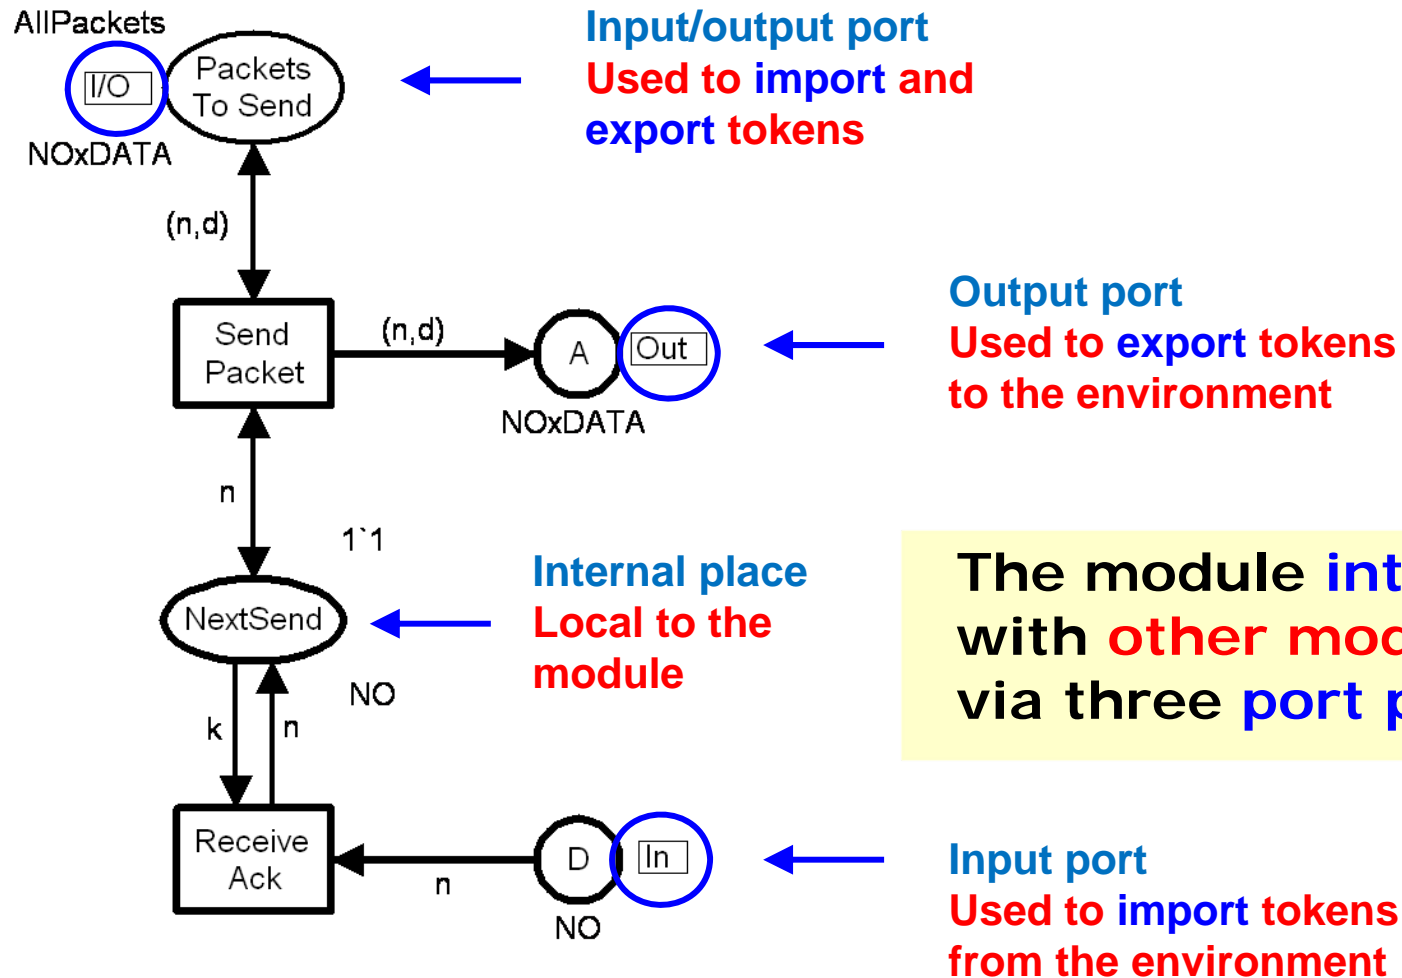 AllPackets
I/O
Packets
To Send
NOxDATA
Input/output port
Used to import and
export tokens
(n,d)
Send
Packet
(n,d)
A
Out
NOxDATA
Output port
Used to export tokens
to the environment
n
1`1
NextSend
NO
Internal place
Local to the
module
The module int
with other mod
via three port p
k
n
Receive
Ack
n
D
In
NO
Input port
Used to import tokens
from the environment